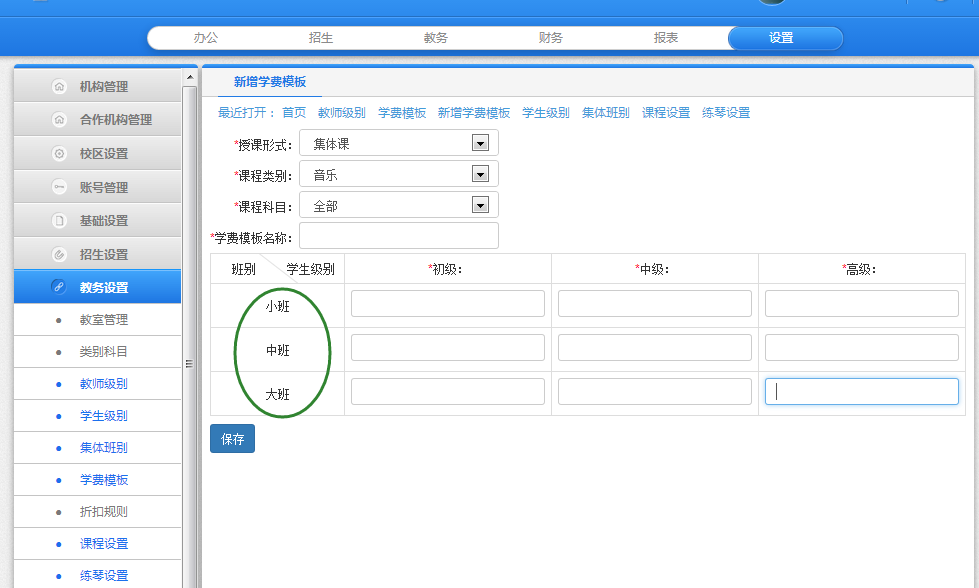 办公 招生 教务 财务 报表 设置
机构管理
合作机构管理
校区设置
账号管理
基础设置
招生设置
教务设置
教室管理
类别科目
教师级别
学生级别
集体班别
学费模板
折扣规则
课程设置
练琴设置
新增学费模板
最近打开： 首页 教师级别 学费模板 新增学费模板 学生级别 集体班别 课程设置 练琴设置
*授课形式： 集体课
*课程类别： 音乐
*课程科目： 全部
*学费模板名称：
班别 学生级别 *初级： *中级： *高级：
小班
中班
大班
保存